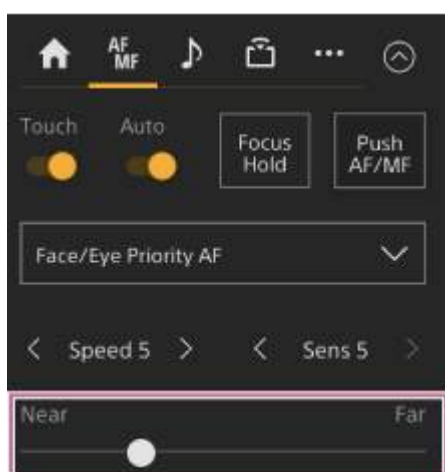 AF
MF
Touch Auto
Focus
Hold
Push
AF/MF
Face/Eye Priority AF
Speed 5 Sens 5
Near Far